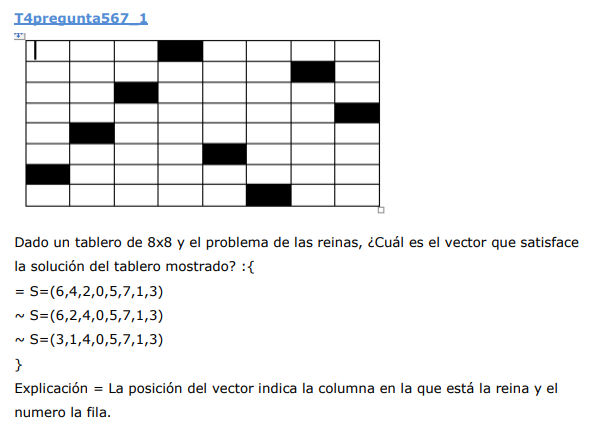 T4pregunta567_1
Dado un tablero de 8x8 y el problema de las reinas, ¿Cuál es el vector que satisface
la solución del tablero mostrado? :{
= S=(6,4,2,0,5,7,1,3)
~ S=(6,2,4,0,5,7,1,3)
~ S=(3,1,4,0,5,7,1,3)
}
Explicación = La posición del vector indica la columna en la que está la reina y el
numero la fila.